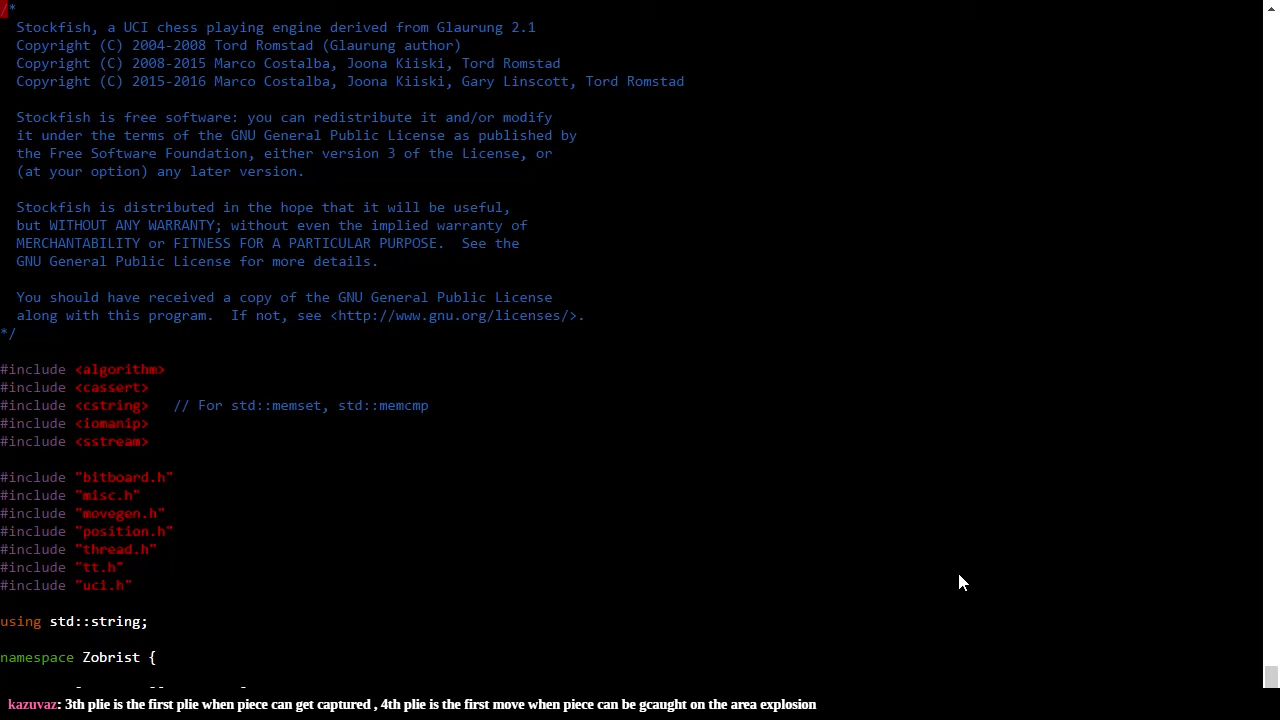 /*
Stockfish, a UCI chess playing engine derived from Glaurung 2.1
Copyright (C) 2004-2008 Tord Romstad (Glaurung author)
Copyright (C) 2008-2015 Marco Costalba, Joona Kiiski, Tord Romstad
Copyright (C) 2015-2016 Marco Costalba, Joona Kiiski, Gary Linscott, Tord Romstad
Stockfish is free software: you can redistribute it and/or modify
it under the terms of the GNU General Public License as published by
the Free Software Foundation, either version 3 of the License, or
(at your option) any later version.
Stockfish is distributed in the hope that it will be useful,
but WITHOUT ANY WARRANTY; without even the implied warranty of
MERCHANTABILITY or FITNESS FOR A PARTICULAR PURPOSE.  See the
GNU General Public License for more details.
You should have received a copy of the GNU General Public License
along with this program.  If not, see <http://www.gnu.org/licenses/>.
*/
#include <algorithm>
#include <cassert>
#include <cstring>   // For std::memset, std::memcmp
#include <iomanip>
#include <sstream>
#include "bitboard.h"
#include "misc.h"
#include "movegen.h"
#include "position.h"
#include "thread.h"
#include "tt.h"
#include "uci.h"
using std::string;
namespace Zobrist {
kazuvaz: 3th plie is the first plie when piece can get captured , 4th plie is the first move when piece can be gcaught on the area explosion